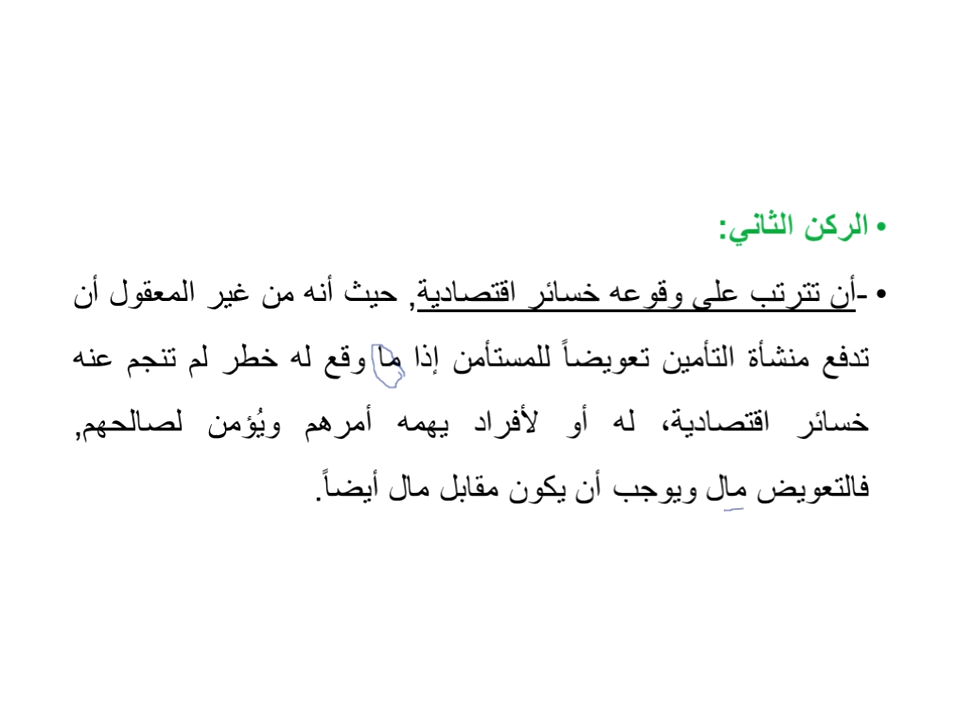 • الركن الثاني:
• -أن تترتب على وقوعه خسائر اقتصادية, حيث أنه من غير المعقول أن
تدفع منشأة التأمين تعويضاً للمستأمن إذا ما وقع له خطر لم تنجم عنه
خسائر اقتصادية، له أو لأفراد يهمه أمرهم ويُؤمن لصالحهم,
فالتعويض مال ويوجب أن يكون مقابل مال أيضاً.